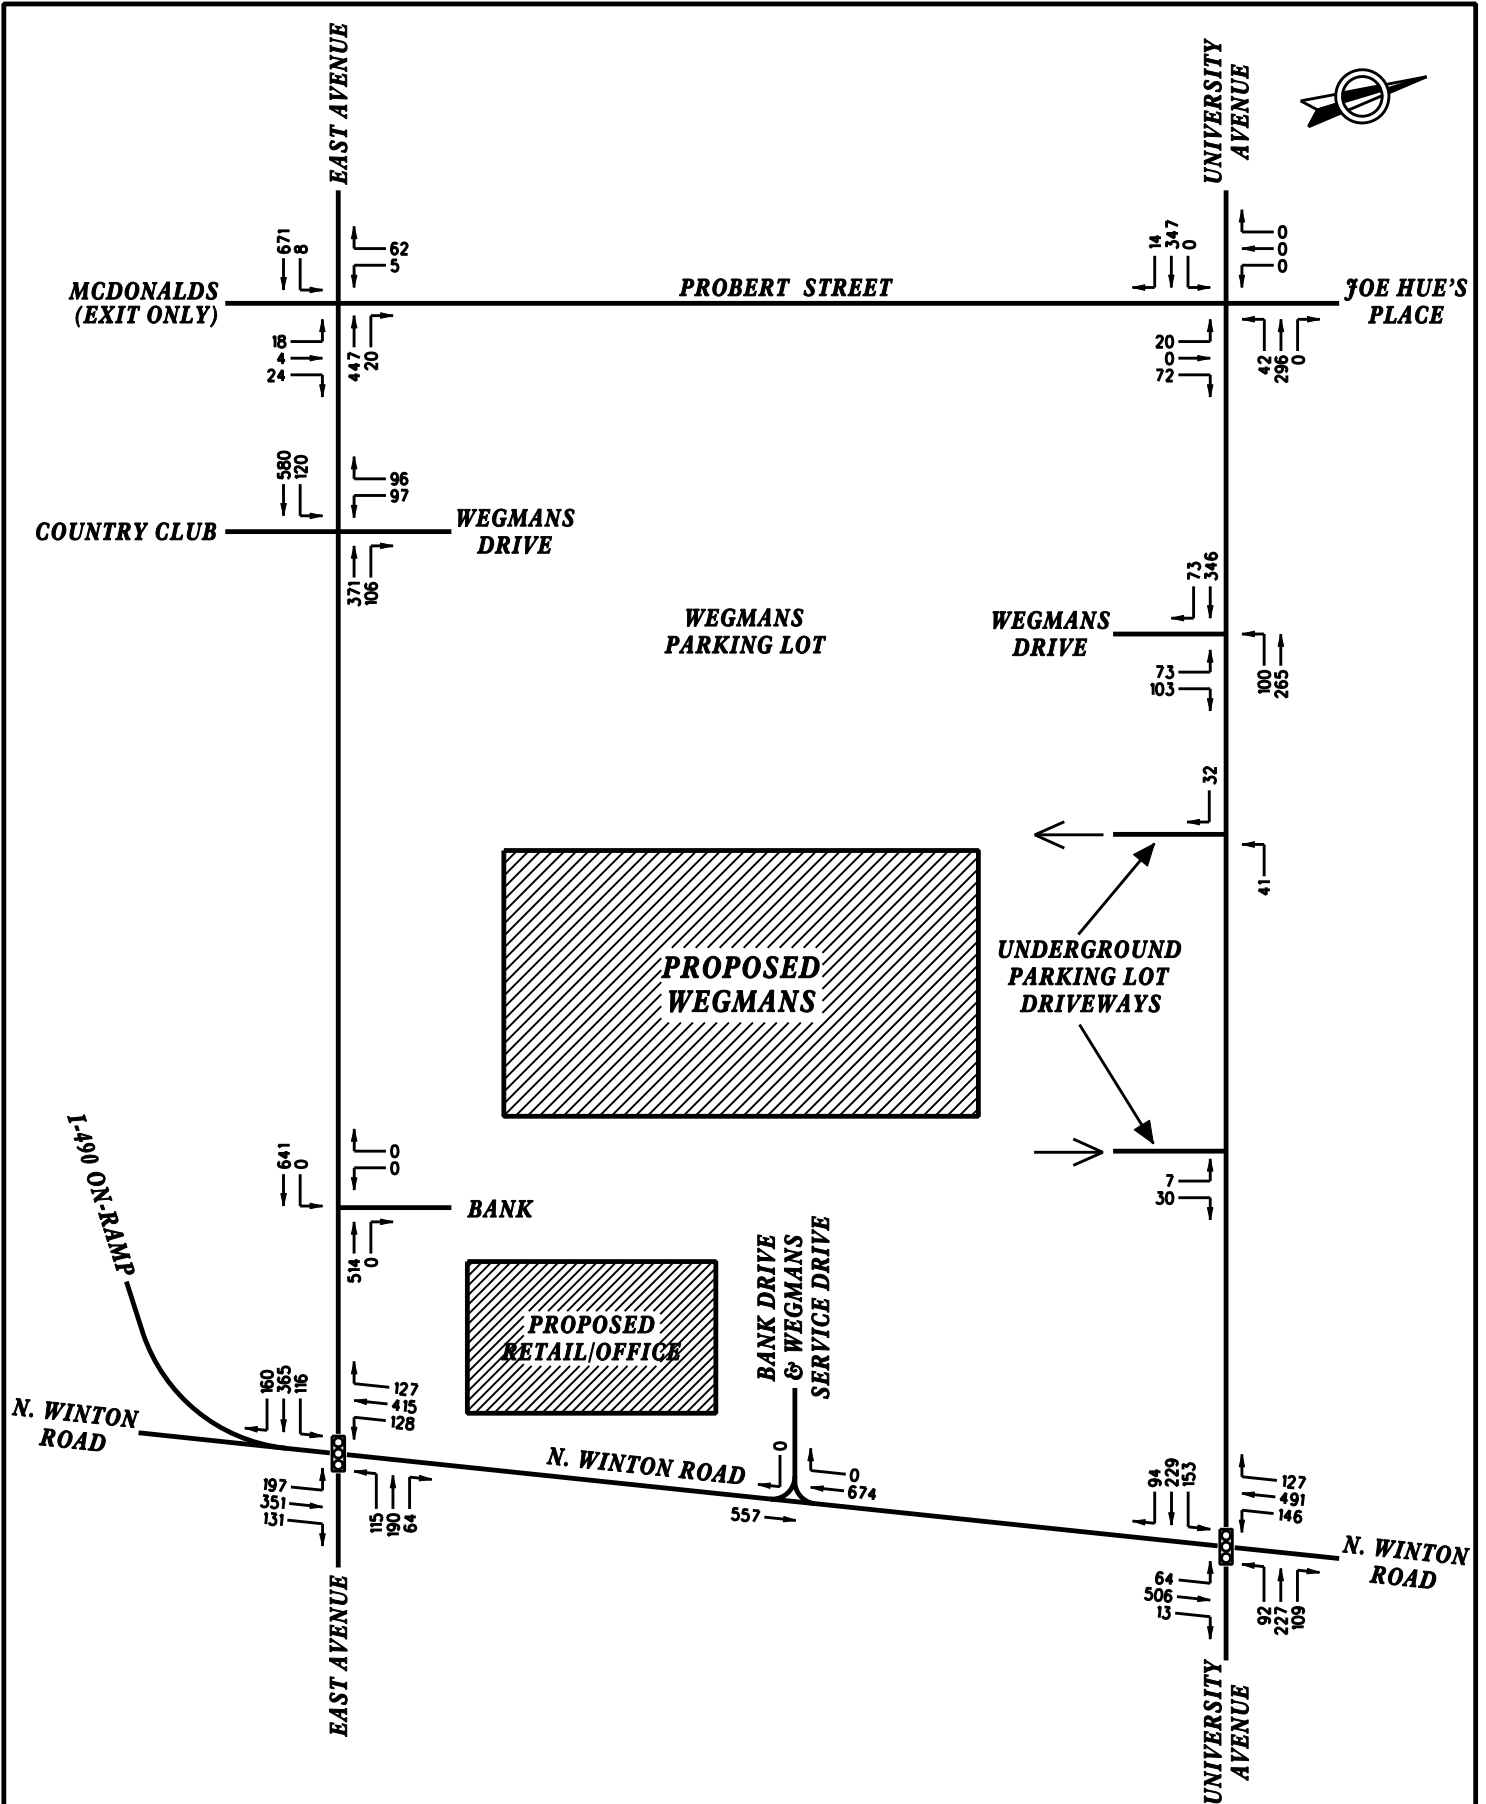 EAST AVENUE
UNIVERSITY
AVENUE
671
8
62
5
14
347
0
0
0
0
MCDONALDS
(EXIT ONLY)
PROBERT STREET
JOE HUE'S
PLACE
18
4
24
447
20
20
0
72
42
296
0
580
120
96
97
COUNTRY CLUB
WEGMANS
DRIVE
371
106
WEGMANS
PARKING LOT
WEGMANS
DRIVE
73
346
73
103
100
265
32
41
PROPOSED
WEGMANS
UNDERGROUND
PARKING LOT
DRIVEWAYS
I-490 ON-RAMP
641
0
0
0
BANK
514
0
7
30
BANK DRIVE
& WEGMANS
SERVICE DRIVE
PROPOSED
RETAIL/OFFICE
N. WINTON
ROAD
160
365
116
127
415
128
197
351
131
115
190
64
N. WINTON ROAD
0
0
674
557
94
229
153
127
491
146
N. WINTON
ROAD
64
506
13
92
227
109
EAST AVENUE
UNIVERSITY
AVENUE